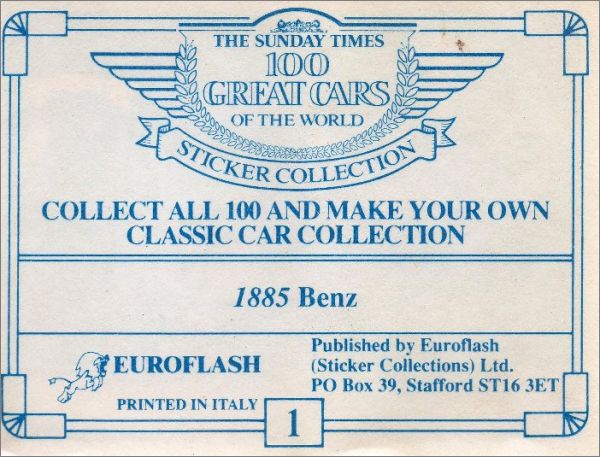 THE SUNDAY TIMES
100
GREAT CARS
OF THE WORLD
STICKER COLLECTION
COLLECT ALL 100 AND MAKE YOUR OWN
CLASSIC CAR COLLECTION
1885 Benz
EUROFLASH
PRINTED IN ITALY
Published by Euroflash
(Sticker Collections) Ltd.
PO Box 39, Stafford ST16 3ET
1